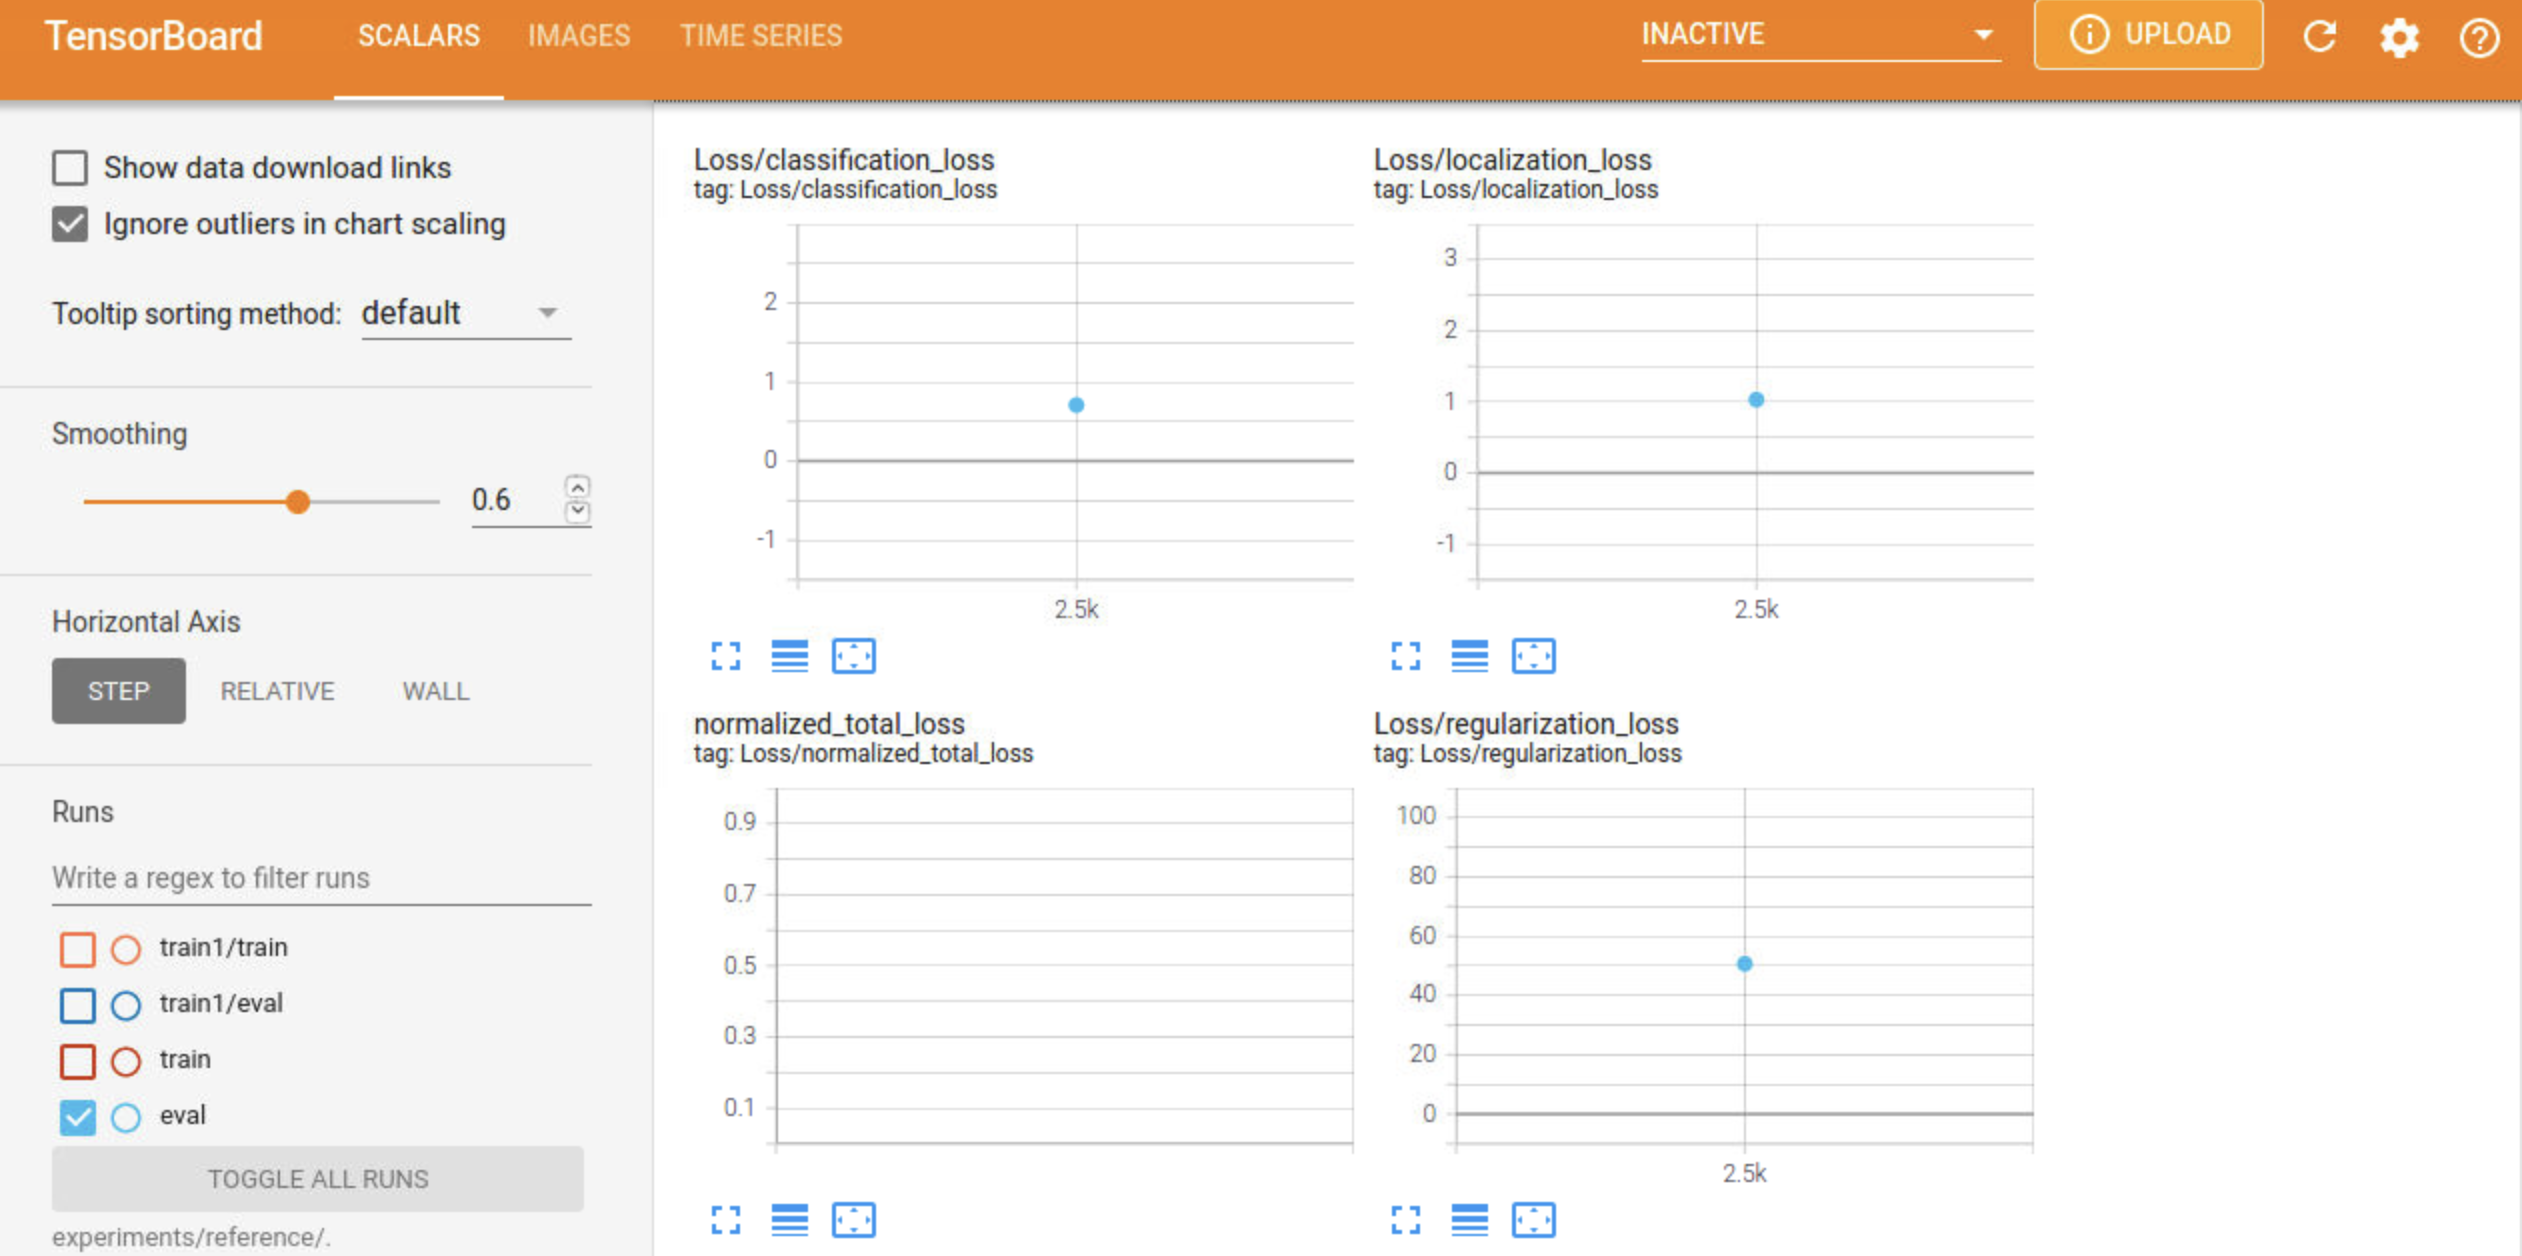 TensorBoard SCALARS IMAGES TIME SERIES INACTIVE UPLOAD
Show data download links
Ignore outliers in chart scaling
Tooltip sorting method: default
Smoothing
0.6
Horizontal Axis
STEP RELATIVE WALL
Runs
Write a regex to filter runs
train1/train
train1/eval
train
eval
TOGGLE ALL RUNS
experiments/reference/.
Loss/classification_loss
tag: Loss/classification_loss
2
1
0
-1
2.5k
Loss/localization_loss
tag: Loss/localization_loss
3
2
1
0
-1
2.5k
normalized_total_loss
tag: Loss/normalized_total_loss
0.9
0.7
0.5
0.3
0.1
Loss/regularization_loss
tag: Loss/regularization_loss
100
80
60
40
20
0
2.5k